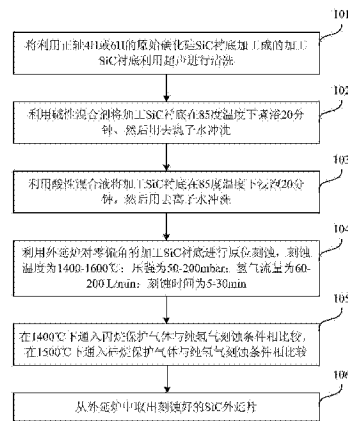 101
将利用正轴4H或6H的原始碳化硅SiC衬底加工成的加工
SiC衬底利用超声进行清洗
102
利用碱性混合剂将加工SiC衬底在85度温度下煮浴20分
钟、然后用去离子水冲洗
103
利用酸性混合液将加工SiC衬底在85度温度下浸泡20分
钟，然后用去离子水冲洗
104
利用外延炉对零偏角的加工SiC衬底进行原位刻蚀，刻蚀
温度为1400-1600℃；压强为50-200mbar；氢气流量为60-
200 L/min；刻蚀时间为5-30min
105
在1400℃下通入丙烷保护气体与纯氢气刻蚀条件相比较，
在1500℃下通入硅烷保护气体与纯氢气刻蚀条件相比较
106
从外延炉中取出刻蚀好的SiC外延片